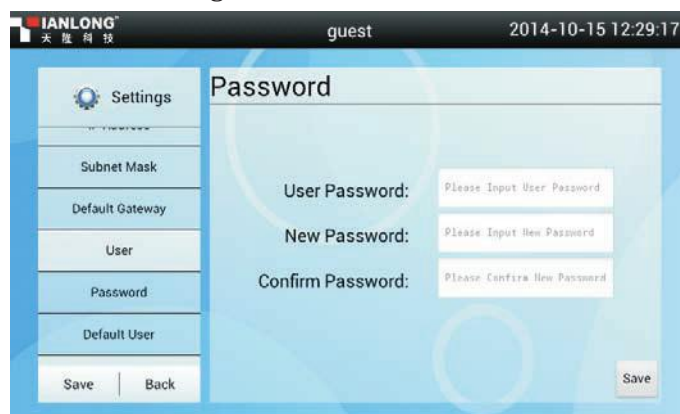 TIANLONG
天隆科技
guest
2014-10-15 12:29:17
Settings
IP Address
Subnet Mask
Default Gateway
User
Password
Default User
Save
Back
Password
User Password:
Please Input User Password
New Password:
Please Input New Password
Confirm Password:
Please Confirm New Password
Save